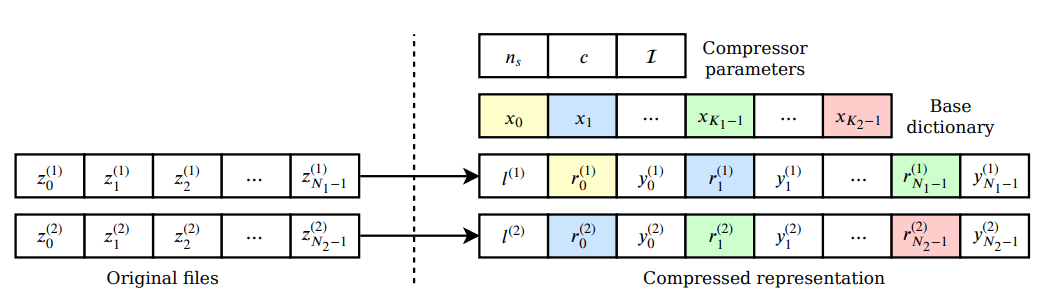 n_s c ℐ Compressor parameters
x_0 x_1 ... x_{K_1−1} ... x_{K_2−1} Base dictionary
z_0^{(1)} z_1^{(1)} z_2^{(1)} ... z_{N_1−1}^{(1)} l^{(1)} r_0^{(1)} y_0^{(1)} r_1^{(1)} y_1^{(1)} ... r_{N_1−1}^{(1)} y_{N_1−1}^{(1)}
z_0^{(2)} z_1^{(2)} z_2^{(2)} ... z_{N_2−1}^{(2)} l^{(2)} r_0^{(2)} y_0^{(2)} r_1^{(2)} y_1^{(2)} ... r_{N_2−1}^{(2)} y_{N_2−1}^{(2)}
Original files Compressed representation